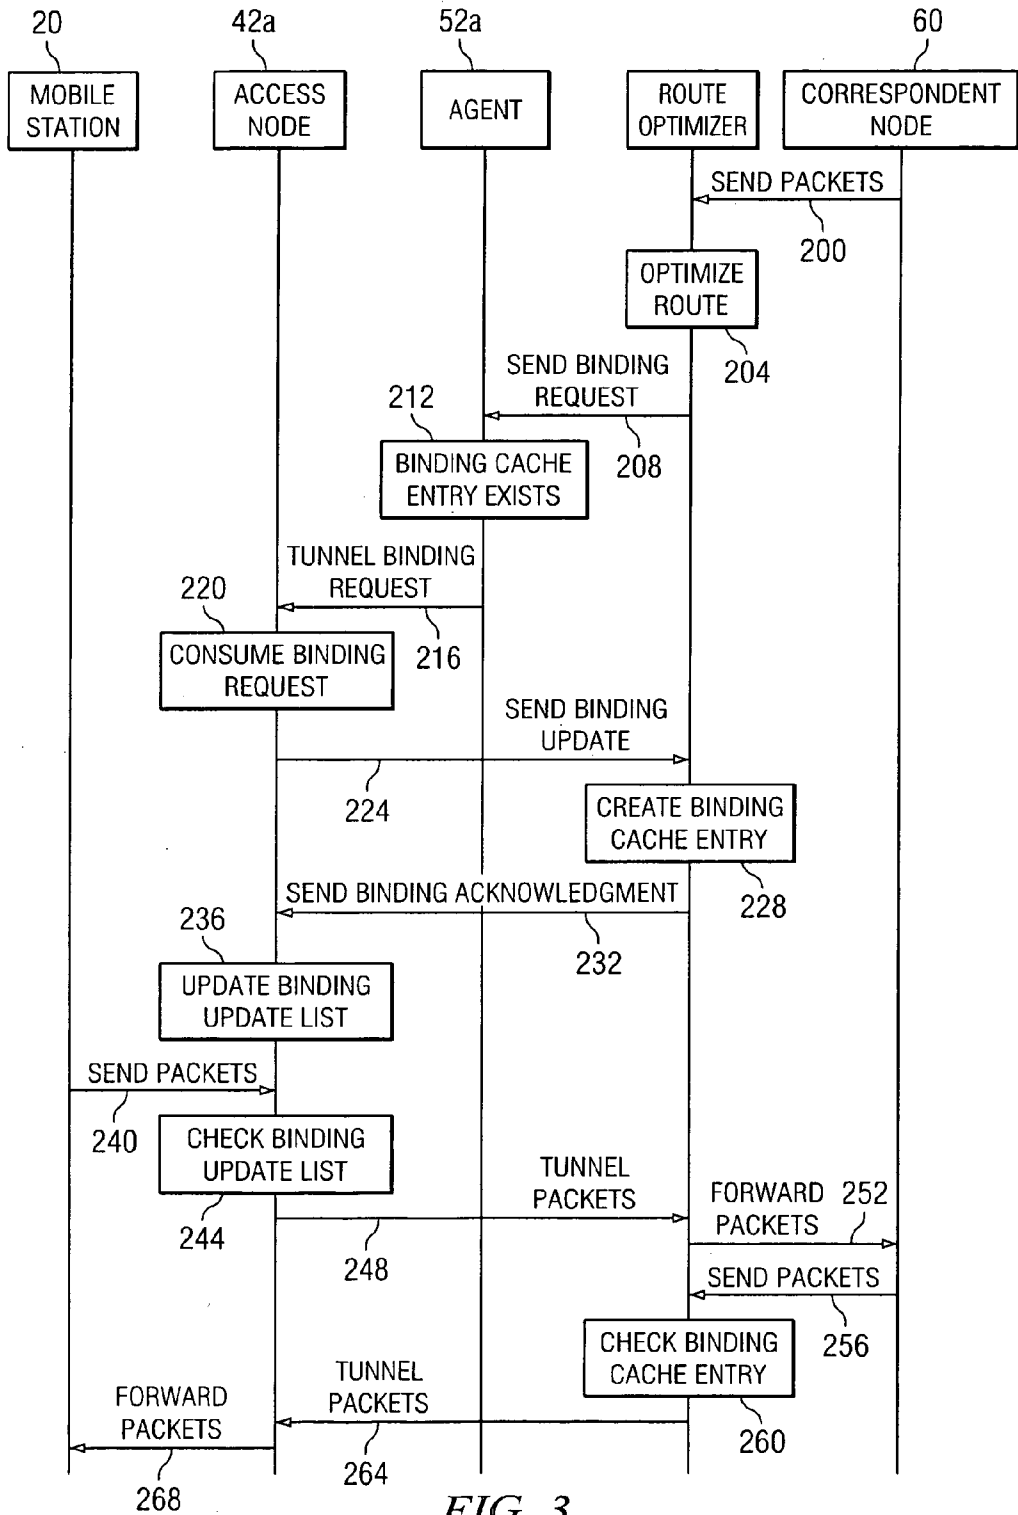 20
42a
52a
60
MOBILE
STATION
ACCESS
NODE
AGENT
ROUTE
OPTIMIZER
CORRESPONDENT
NODE
SEND PACKETS
200
OPTIMIZE
ROUTE
204
SEND BINDING
REQUEST
208
212
BINDING CACHE
ENTRY EXISTS
TUNNEL BINDING
REQUEST
216
220
CONSUME BINDING
REQUEST
SEND BINDING
UPDATE
224
CREATE BINDING
CACHE ENTRY
228
SEND BINDING ACKNOWLEDGMENT
232
236
UPDATE BINDING
UPDATE LIST
SEND PACKETS
240
CHECK BINDING
UPDATE LIST
244
TUNNEL
PACKETS
248
FORWARD
PACKETS
252
SEND PACKETS
256
CHECK BINDING
CACHE ENTRY
260
TUNNEL
PACKETS
264
FORWARD
PACKETS
268
FIG. 3